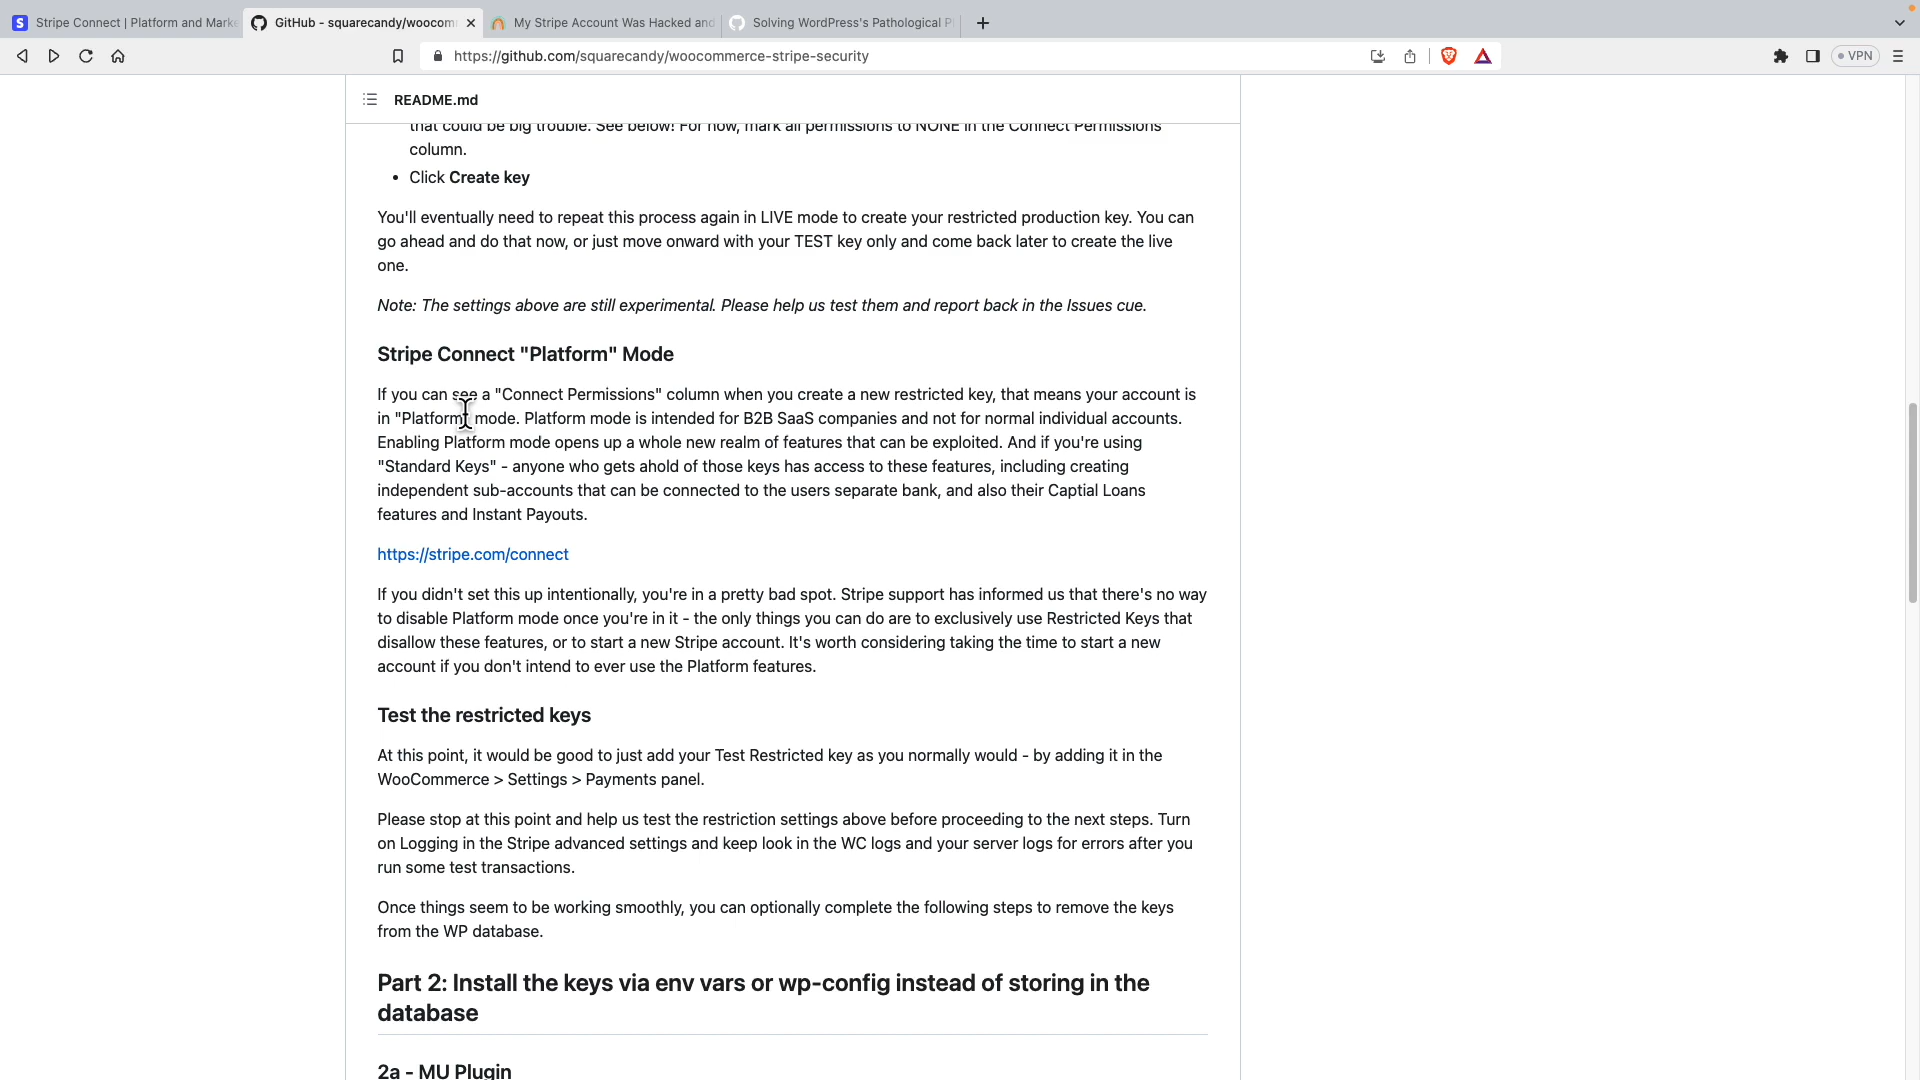 Stripe Connect | Platform and Marke
GitHub - squarecandy/woocom
My Stripe Account Was Hacked and
Solving WordPress's Pathological P
https://github.com/squarecandy/woocommerce-stripe-security
VPN
README.md
that could be big trouble. See below! For now, mark all permissions to NONE in the Connect Permissions
column.
• Click Create key
You'll eventually need to repeat this process again in LIVE mode to create your restricted production key. You can
go ahead and do that now, or just move onward with your TEST key only and come back later to create the live
one.
Note: The settings above are still experimental. Please help us test them and report back in the Issues cue.
Stripe Connect "Platform" Mode
If you can see a "Connect Permissions" column when you create a new restricted key, that means your account is
in "Platform" mode. Platform mode is intended for B2B SaaS companies and not for normal individual accounts.
Enabling Platform mode opens up a whole new realm of features that can be exploited. And if you're using
"Standard Keys" - anyone who gets ahold of those keys has access to these features, including creating
independent sub-accounts that can be connected to the users separate bank, and also their Captial Loans
features and Instant Payouts.
https://stripe.com/connect
If you didn't set this up intentionally, you're in a pretty bad spot. Stripe support has informed us that there's no way
to disable Platform mode once you're in it - the only things you can do are to exclusively use Restricted Keys that
disallow these features, or to start a new Stripe account. It's worth considering taking the time to start a new
account if you don't intend to ever use the Platform features.
Test the restricted keys
At this point, it would be good to just add your Test Restricted key as you normally would - by adding it in the
WooCommerce > Settings > Payments panel.
Please stop at this point and help us test the restriction settings above before proceeding to the next steps. Turn
on Logging in the Stripe advanced settings and keep look in the WC logs and your server logs for errors after you
run some test transactions.
Once things seem to be working smoothly, you can optionally complete the following steps to remove the keys
from the WP database.
Part 2: Install the keys via env vars or wp-config instead of storing in the
database
2a - MU Plugin